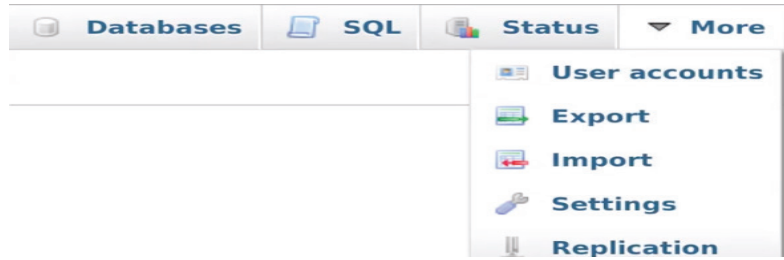 Databases SQL Status More
User accounts
Export
Import
Settings
Replication